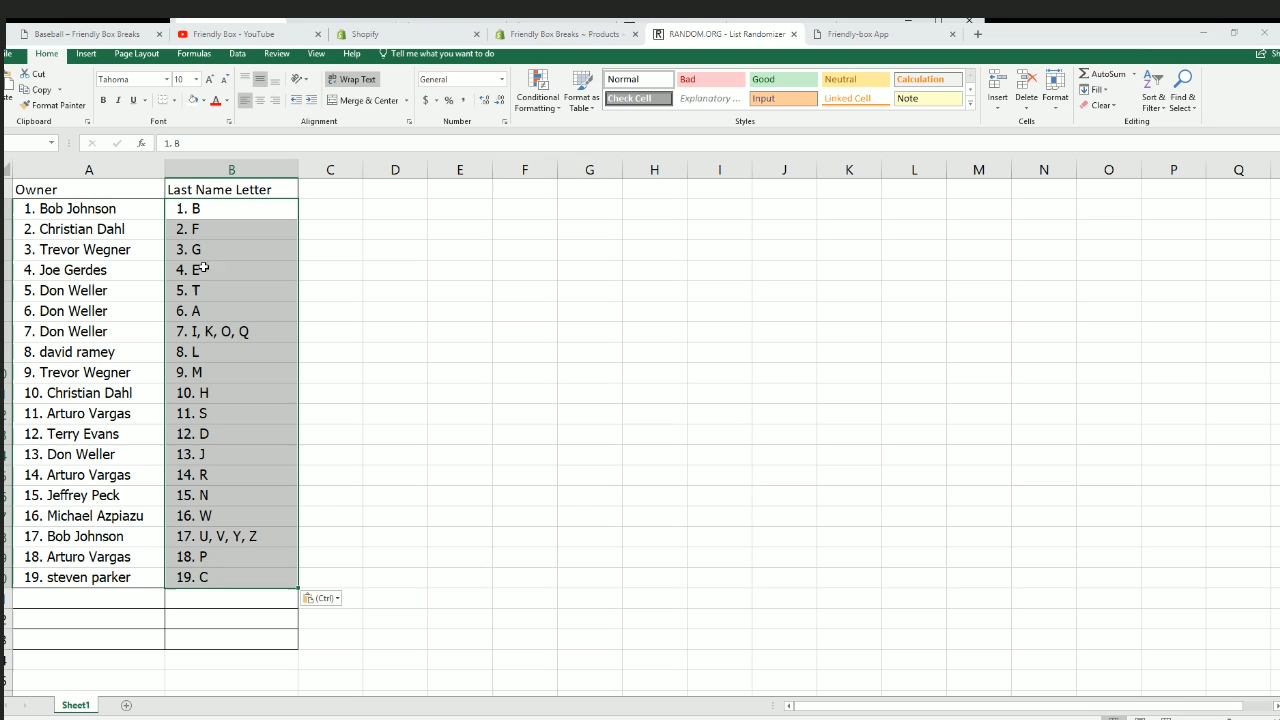 Baseball – Friendly Box Breaks
Friendly Box - YouTube
Shopify
Friendly Box Breaks ~ Products -
RANDOM.ORG - List Randomizer
Friendly-box App
Home Insert Page Layout Formulas Data Review View Help Tell me what you want to do
Cut
Copy
Format Painter
Clipboard
Tahoma 10
B I U
Font
Wrap Text
Merge & Center
Alignment
General
$ % ,
Number
Conditional Formatting
Format as Table
Normal Bad Good Neutral Calculation
Check Cell Explanatory ... Input Linked Cell Note
Styles
Insert Delete Format
Cells
AutoSum
Fill
Clear
Sort & Filter
Find & Select
Editing
fx 1. B
A B C D E F G H I J K L M N O P Q
Owner Last Name Letter
1. Bob Johnson 1. B
2. Christian Dahl 2. F
3. Trevor Wegner 3. G
4. Joe Gerdes 4. E
5. Don Weller 5. T
6. Don Weller 6. A
7. Don Weller 7. I, K, O, Q
8. david ramey 8. L
9. Trevor Wegner 9. M
10. Christian Dahl 10. H
11. Arturo Vargas 11. S
12. Terry Evans 12. D
13. Don Weller 13. J
14. Arturo Vargas 14. R
15. Jeffrey Peck 15. N
16. Michael Azpiazu 16. W
17. Bob Johnson 17. U, V, Y, Z
18. Arturo Vargas 18. P
19. steven parker 19. C
(Ctrl)
Sheet1